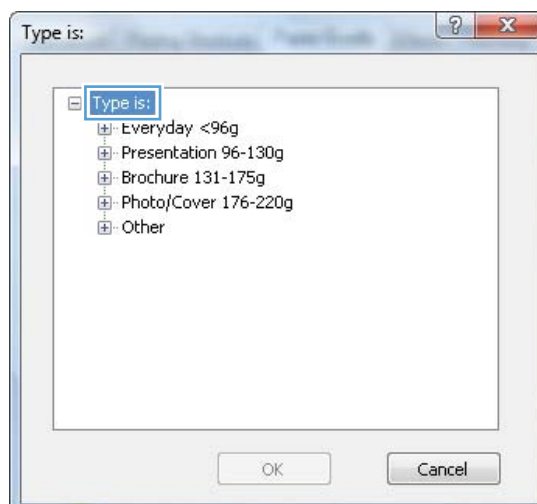 Type is:
?
Type is:
Everyday <96g
Presentation 96-130g
Brochure 131-175g
Photo/Cover 176-220g
Other
OK
Cancel